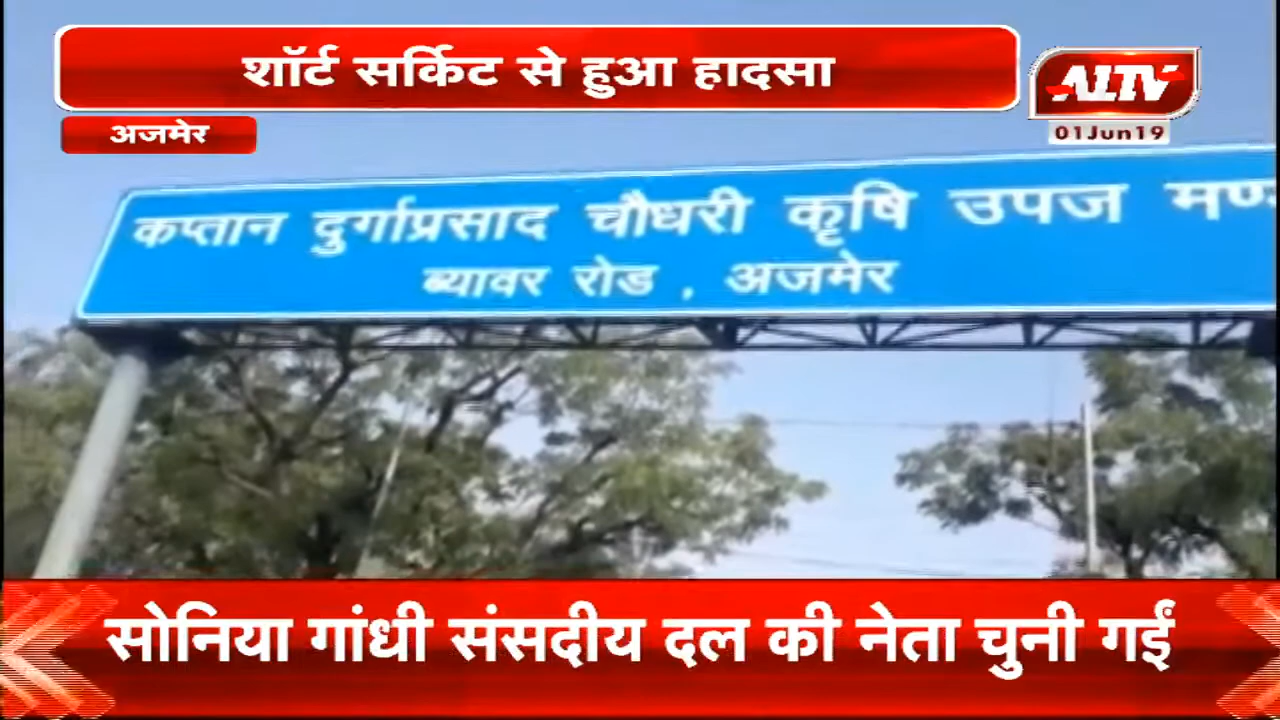 शॉर्ट सर्किट से हुआ हादसा
ALTV
01Jun19
अजमेर
कप्तान दुर्गाप्रसाद चौधरी कृषि उपज
ब्यावर रोड , अजमेर
सोनिया गांधी संसदीय दल की नेता चुनी गईं